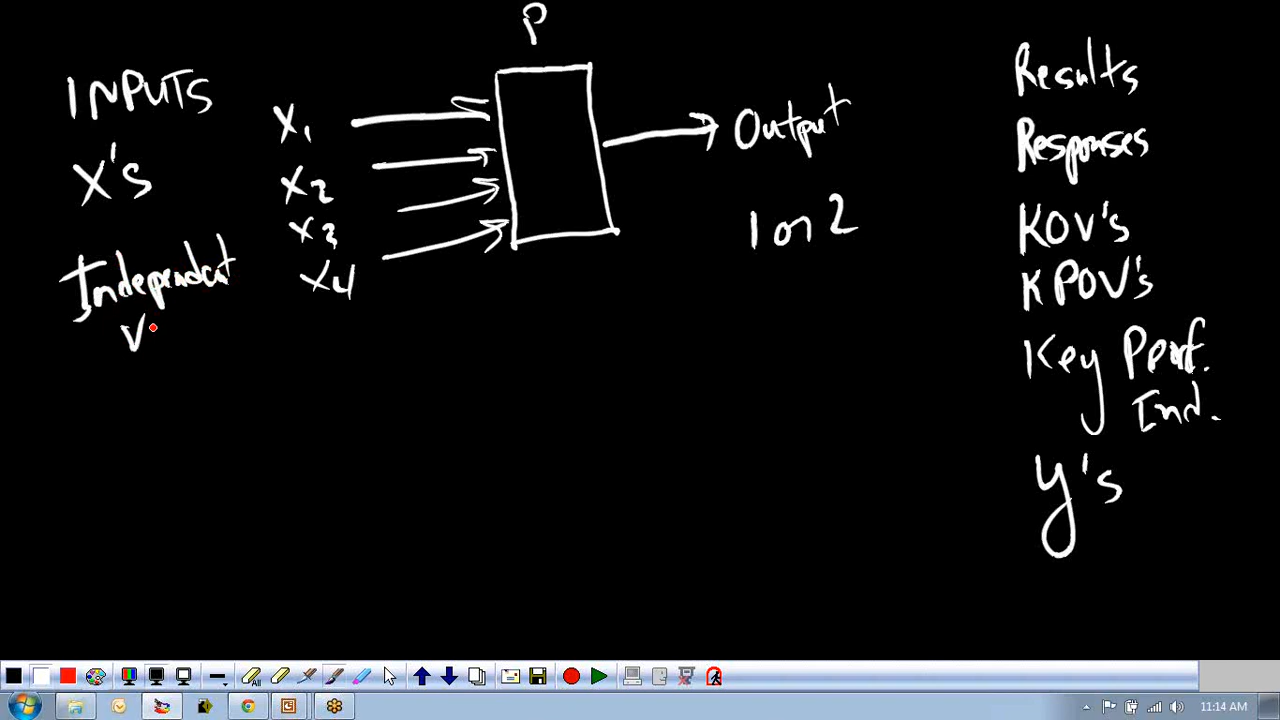 P
INPUTS
X's
Independent
V
X1
X2
X3
X4
Output
1 or 2
Results
Responses
KOV's
KPOV's
Key Perf.
Ind.
y's
All
11:14 AM